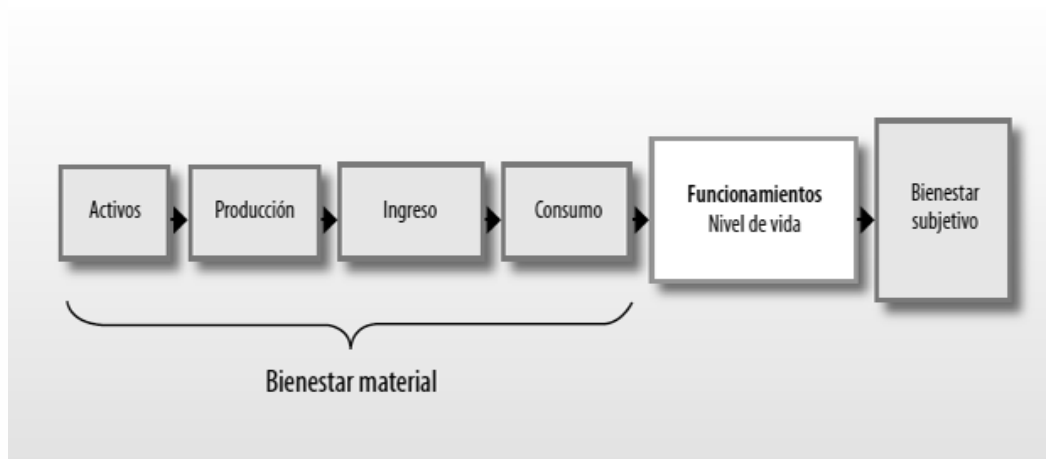 Activos
Producción
Ingreso
Consumo
Funcionamientos
Nivel de vida
Bienestar
subjetivo
Bienestar material